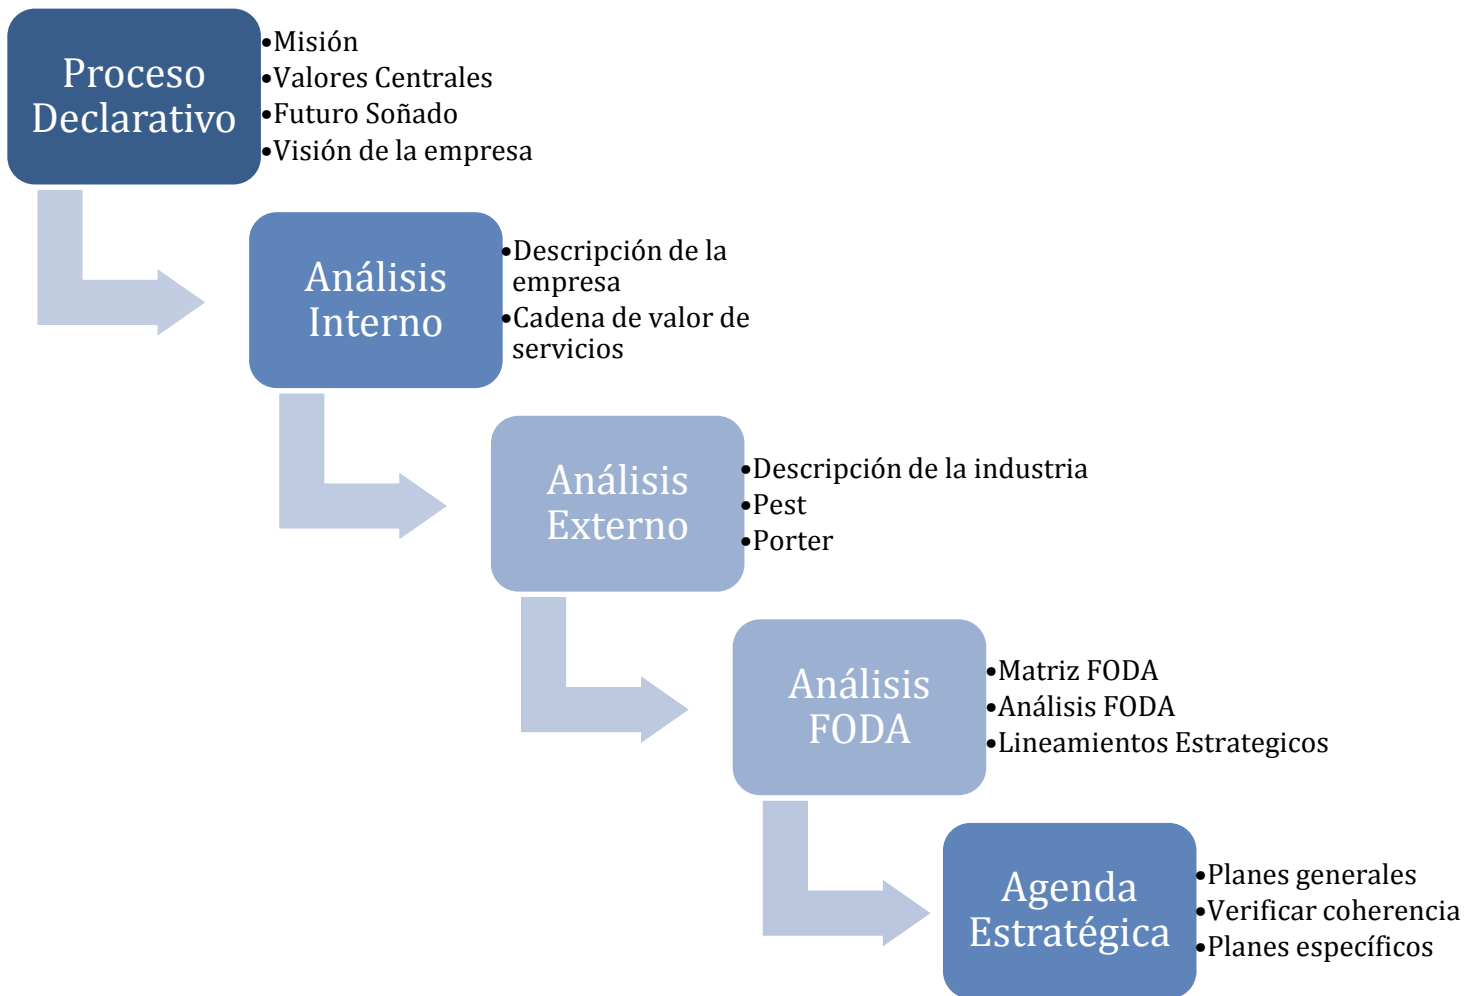 Proceso
Declarativo
•Misión
•Valores Centrales
•Futuro Soñado
•Visión de la empresa
Análisis
Interno
•Descripción de la
empresa
•Cadena de valor de
servicios
Análisis
Externo
•Descripción de la industria
•Pest
•Porter
Análisis
FODA
•Matriz FODA
•Análisis FODA
•Lineamientos Estrategicos
Agenda
Estratégica
•Planes generales
•Verificar coherencia
•Planes específicos